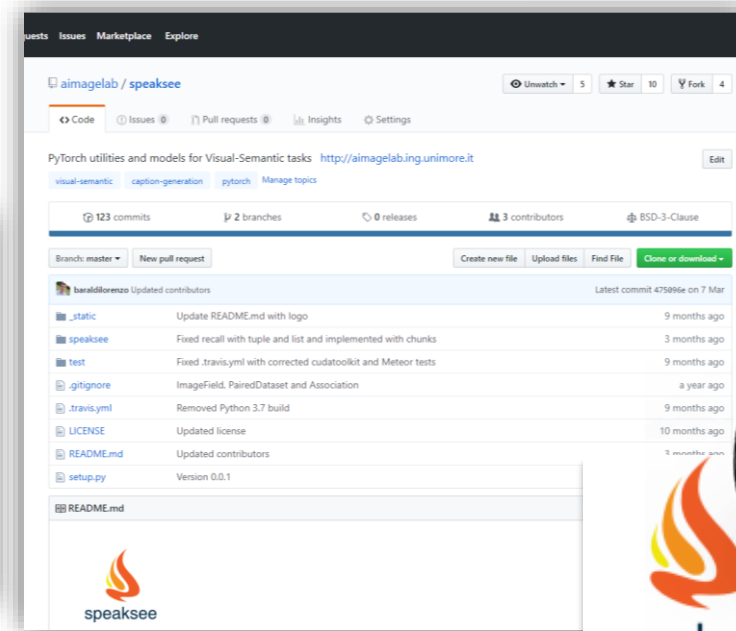 Issues Marketplace Explore
aimagelab / speaksee
Unwatch 5 Star 10 Fork 4
Code Issues 0 Pull requests 0 Insights Settings
PyTorch utilities and models for Visual-Semantic tasks http://aimagelab.ing.unimore.it Edit
visual-semantic caption-generation pytorch Manage topics
123 commits 2 branches 0 releases 3 contributors BSD-3-Clause
Branch: master New pull request Create new file Upload files Find File Clone or download
baraldilorenzo Updated contributors Latest commit 475096e on 7 Mar
_static Update README.md with logo 9 months ago
speaksee Fixed recall with tuple and list and implemented with chunks 3 months ago
test Fixed .travis.yml with corrected cudatoolkit and Meteor tests 9 months ago
.gitignore ImageField, PairedDataset and Association a year ago
.travis.yml Removed Python 3.7 build 9 months ago
LICENSE Updated license 10 months ago
README.md Updated contributors 3 months ago
setup.py Version 0.0.1
README.md
speaksee